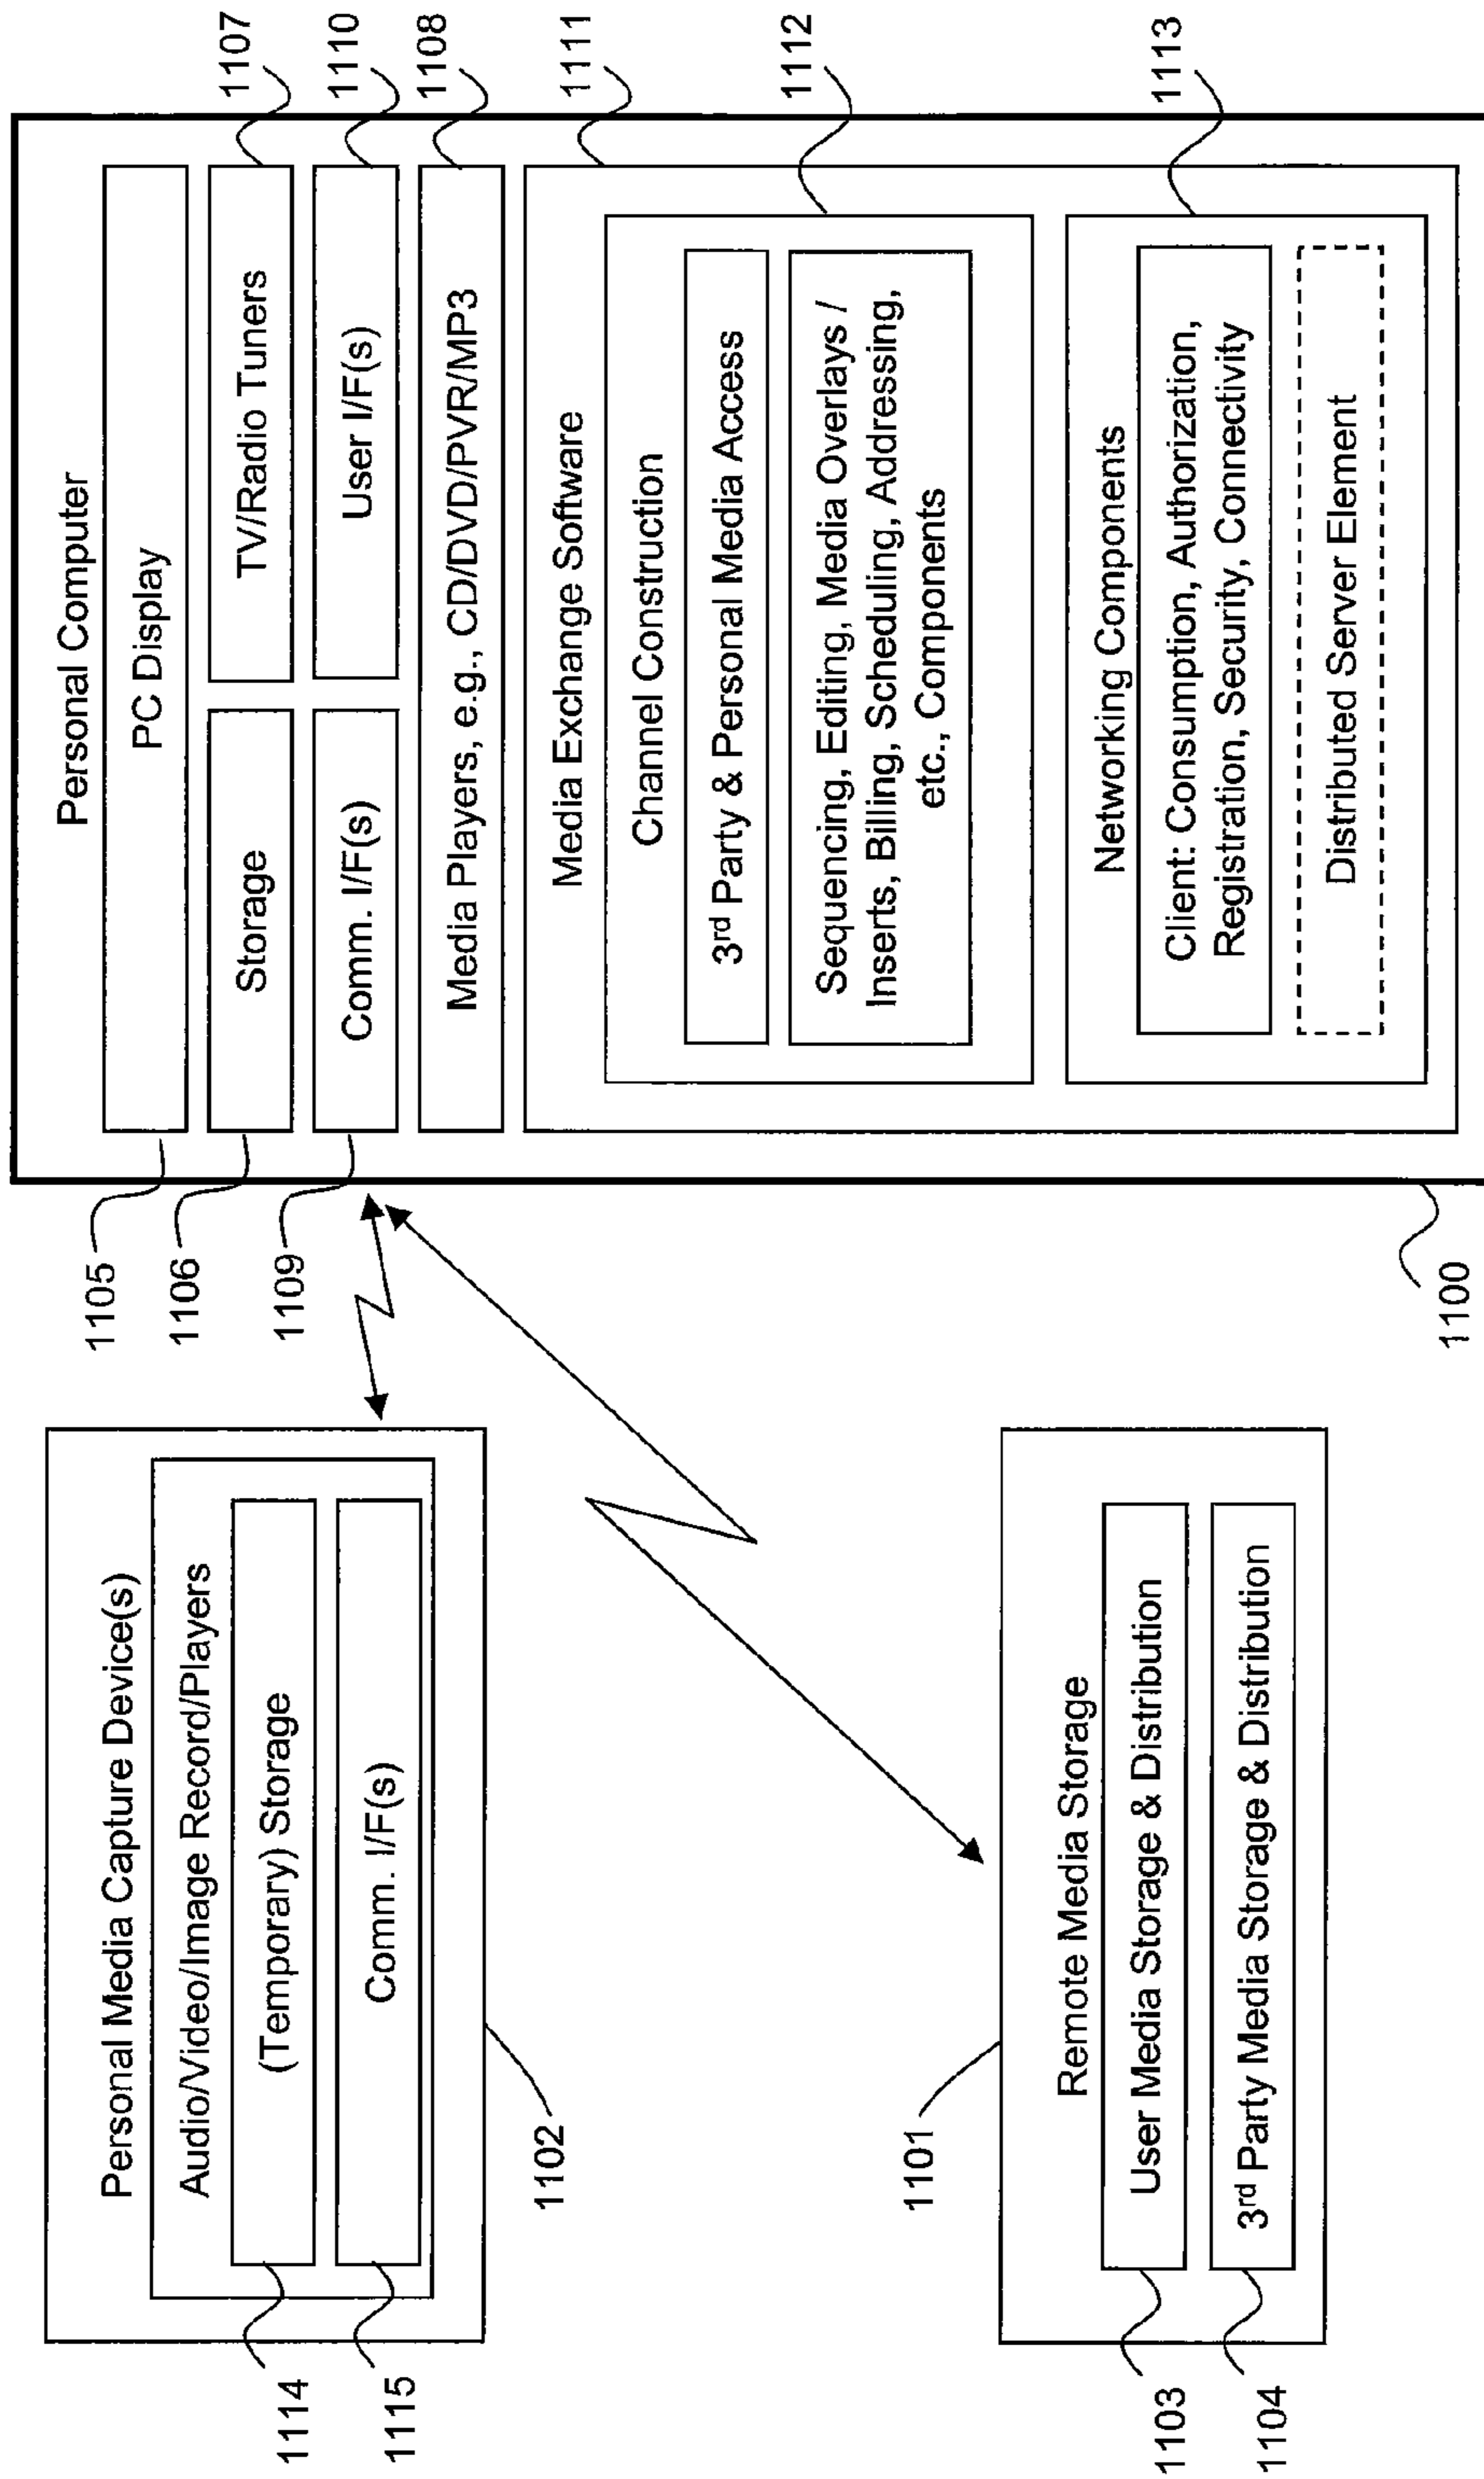 Personal Media Capture Device(s)
Audio/Video/Image Record/Players
(Temporary) Storage
Comm. I/F(s)
1114
1115
1102
1101
Remote Media Storage
User Media Storage & Distribution
3rd Party Media Storage & Distribution
1103
1104
1105
1106
1109
1100
Personal Computer
PC Display
Storage
TV/Radio Tuners
Comm. I/F(s)
User I/F(s)
Media Players, e.g., CD/DVD/PVR/MP3
Media Exchange Software
Channel Construction
3rd Party & Personal Media Access
Sequencing, Editing, Media Overlays /
Inserts, Billing, Scheduling, Addressing,
etc., Components
Networking Components
Client: Consumption, Authorization,
Registration, Security, Connectivity
Distributed Server Element
1107
1110
1108
1111
1112
1113